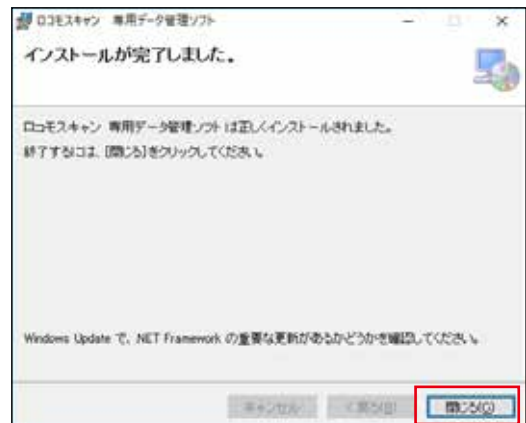 ロコモスキャン 専用データ管理ソフト
インストールが完了しました。
ロコモスキャン 専用データ管理ソフト は正しくインストールされました。
終了するには、[閉じる]をクリックしてください。
Windows Update で、.NET Framework の重要な更新があるかどうかを確認してください。
キャンセル < 戻る(B) 閉じる(C)